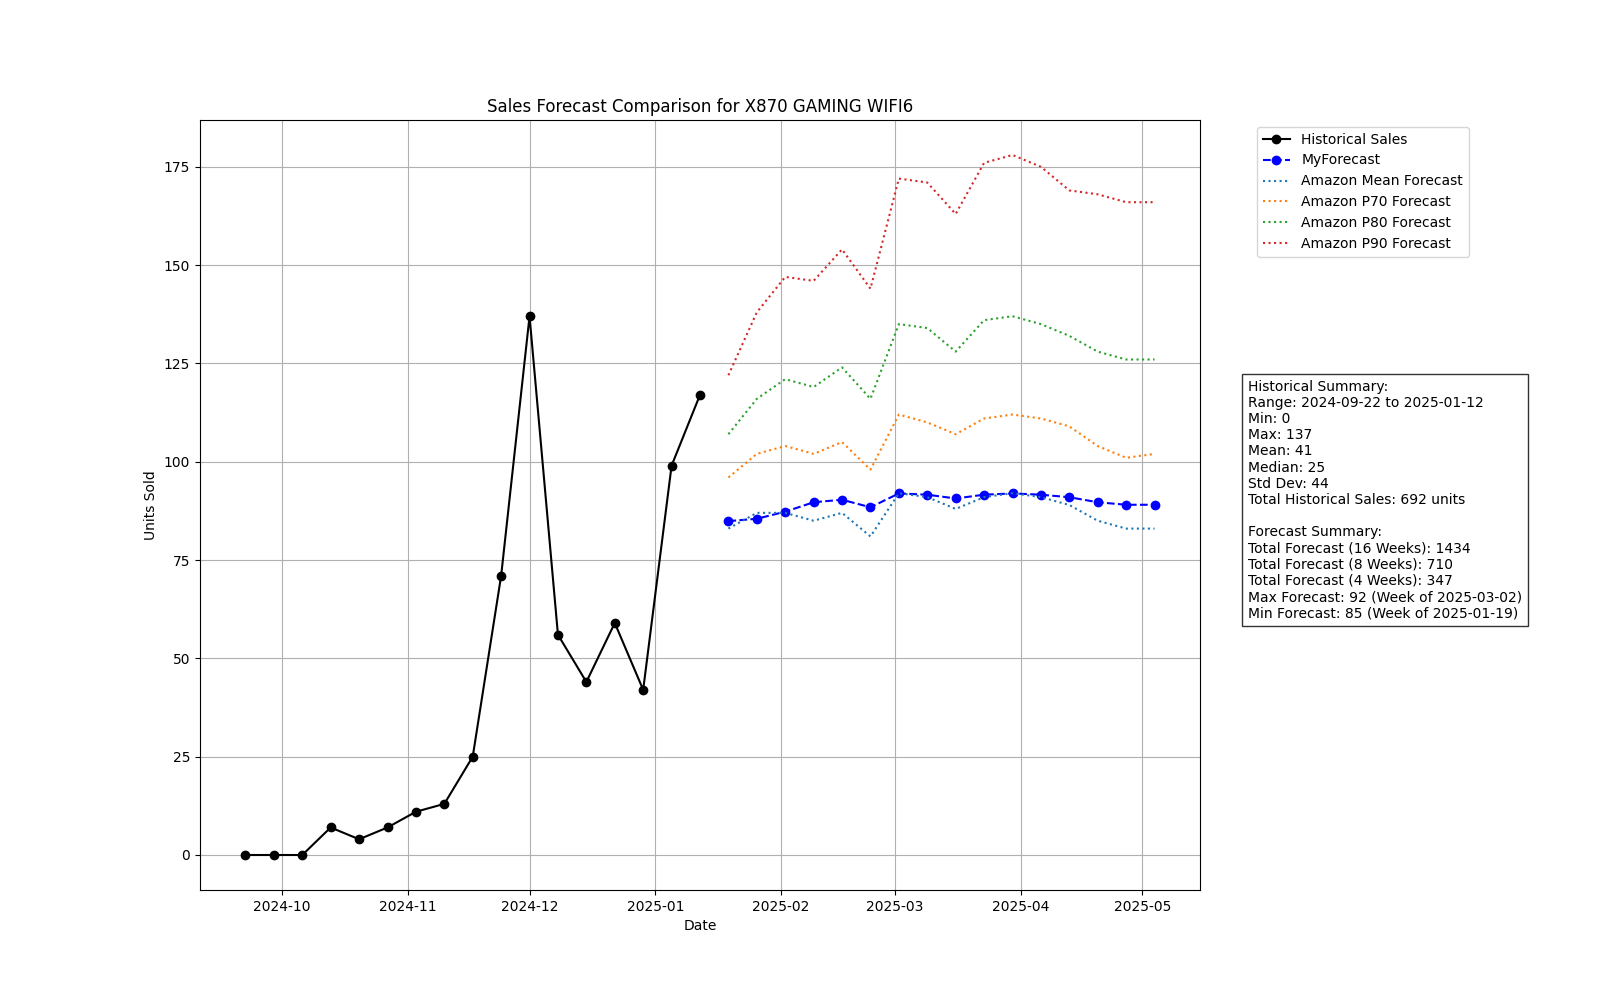 Sales Forecast Comparison for X870 GAMING WIFI6
Historical Sales
MyForecast
Amazon Mean Forecast
Amazon P70 Forecast
Amazon P80 Forecast
Amazon P90 Forecast
175
150
125
100
75
50
25
0
Units Sold
2024-10
2024-11
2024-12
2025-01
2025-02
2025-03
2025-04
2025-05
Date
Historical Summary:
Range: 2024-09-22 to 2025-01-12
Min: 0
Max: 137
Mean: 41
Median: 25
Std Dev: 44
Total Historical Sales: 692 units
Forecast Summary:
Total Forecast (16 Weeks): 1434
Total Forecast (8 Weeks): 710
Total Forecast (4 Weeks): 347
Max Forecast: 92 (Week of 2025-03-02)
Min Forecast: 85 (Week of 2025-01-19)